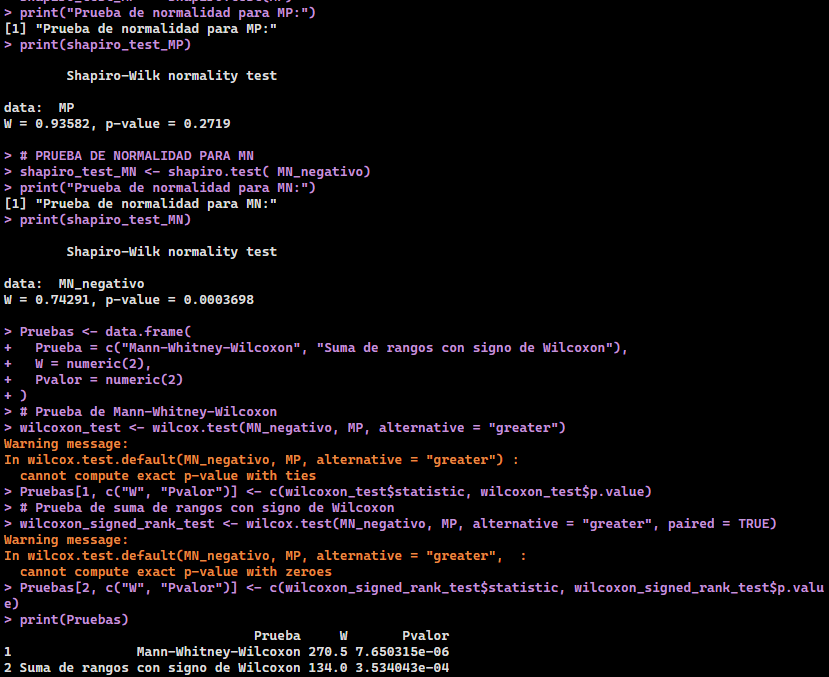 > print("Prueba de normalidad para MP:")
[1] "Prueba de normalidad para MP:"
> print(shapiro_test_MP)
Shapiro-Wilk normality test
data:  MP
W = 0.93582, p-value = 0.2719
> # PRUEBA DE NORMALIDAD PARA MN
> shapiro_test_MN <- shapiro.test( MN_negativo)
> print("Prueba de normalidad para MN:")
[1] "Prueba de normalidad para MN:"
> print(shapiro_test_MN)
Shapiro-Wilk normality test
data:  MN_negativo
W = 0.74291, p-value = 0.0003698
> Pruebas <- data.frame(
+   Prueba = c("Mann-Whitney-Wilcoxon", "Suma de rangos con signo de Wilcoxon"),
+   W = numeric(2),
+   Pvalor = numeric(2)
+ )
> # Prueba de Mann-Whitney-Wilcoxon
> wilcoxon_test <- wilcox.test(MN_negativo, MP, alternative = "greater")
Warning message:
In wilcox.test.default(MN_negativo, MP, alternative = "greater") :
  cannot compute exact p-value with ties
> Pruebas[1, c("W", "Pvalor")] <- c(wilcoxon_test$statistic, wilcoxon_test$p.value)
> # Prueba de suma de rangos con signo de Wilcoxon
> wilcoxon_signed_rank_test <- wilcox.test(MN_negativo, MP, alternative = "greater", paired = TRUE)
Warning message:
In wilcox.test.default(MN_negativo, MP, alternative = "greater",  :
  cannot compute exact p-value with zeroes
> Pruebas[2, c("W", "Pvalor")] <- c(wilcoxon_signed_rank_test$statistic, wilcoxon_signed_rank_test$p.valu
e)
> print(Pruebas)
Prueba     W       Pvalor
1                Mann-Whitney-Wilcoxon 270.5 7.650315e-06
2 Suma de rangos con signo de Wilcoxon 134.0 3.534043e-04